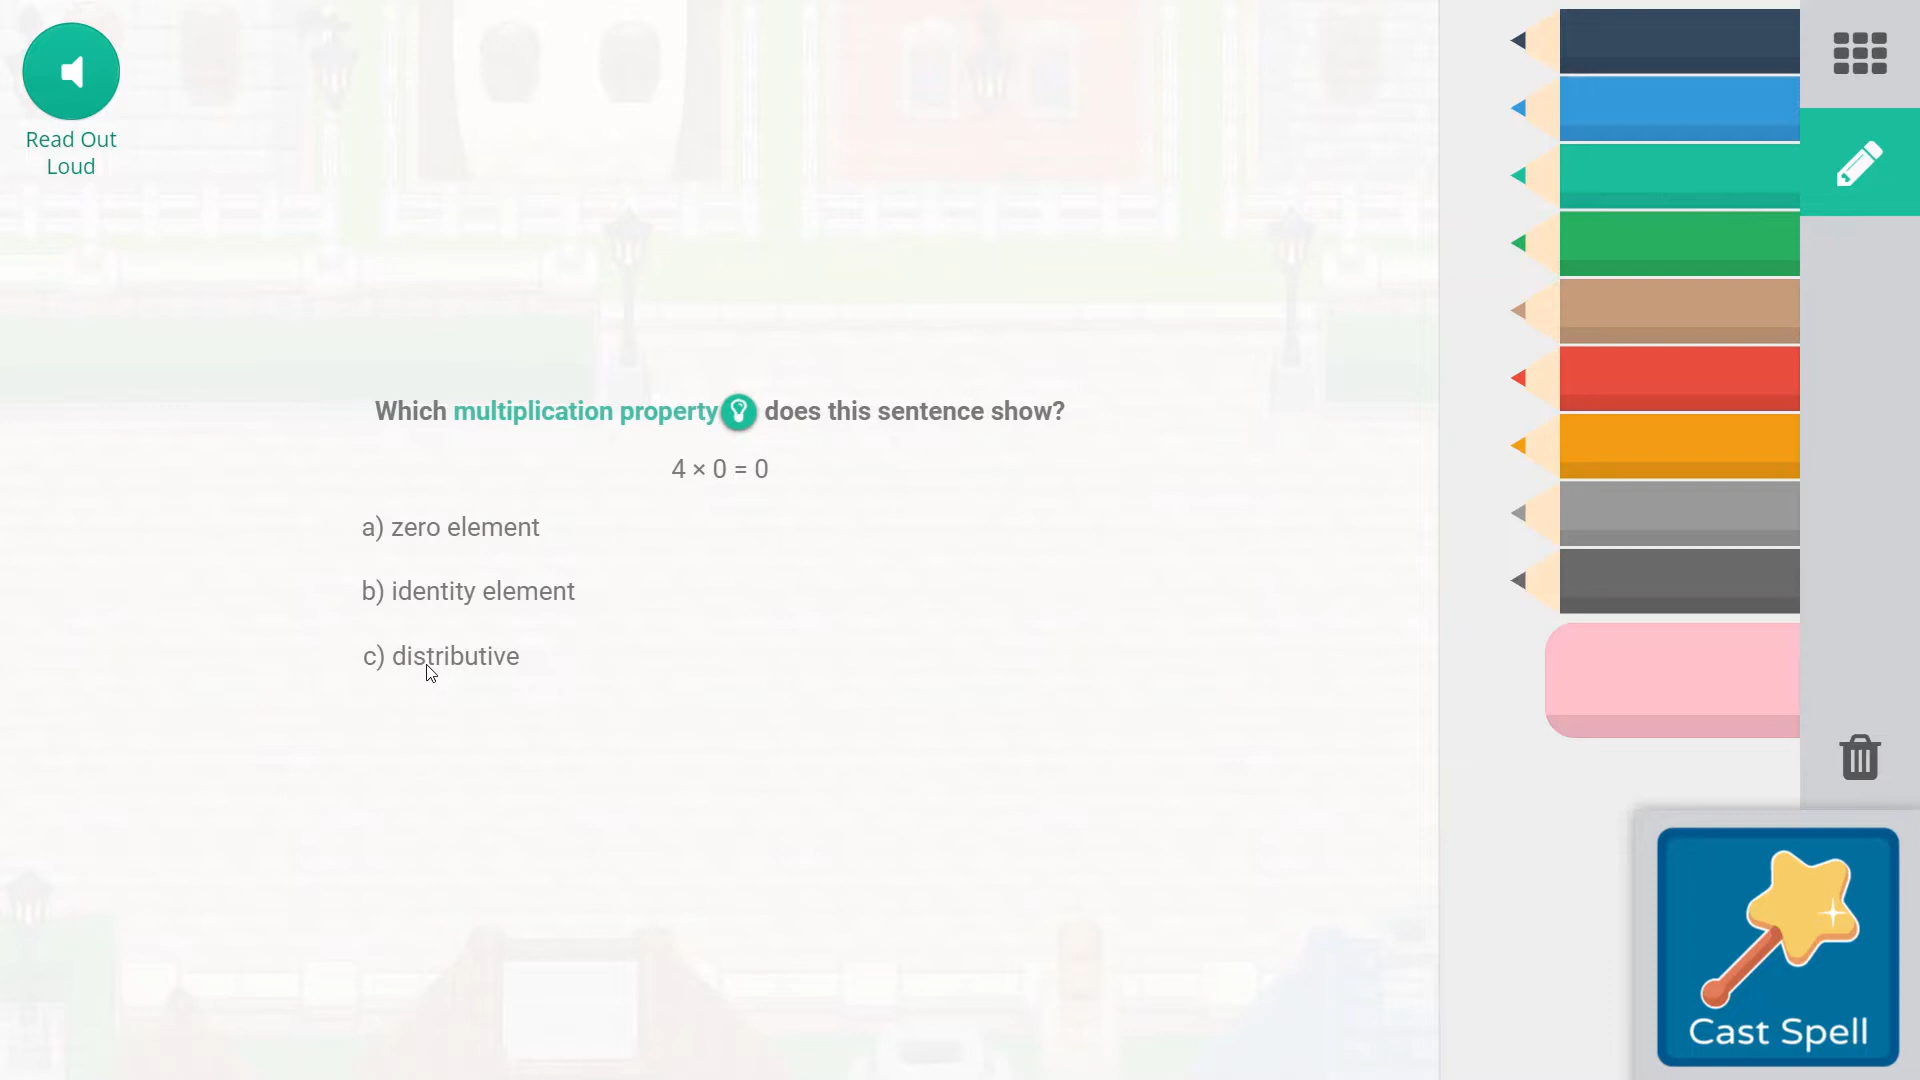 Read Out
Loud
Which multiplication property does this sentence show?
4 × 0 = 0
a) zero element
b) identity element
c) distributive
Cast Spell